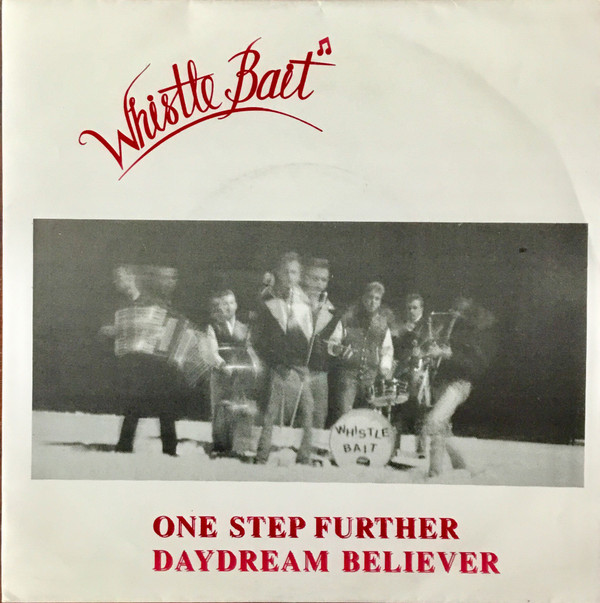 Whistle Bait
WHISTLE
BAIT
ONE STEP FURTHER
DAYDREAM BELIEVER